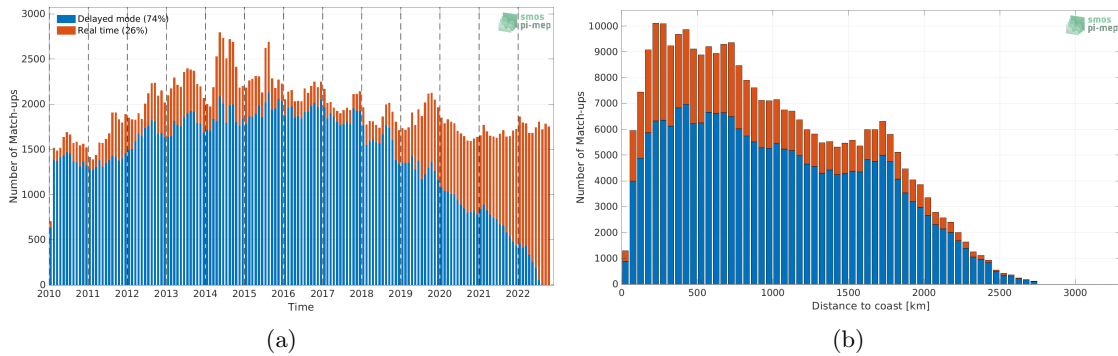 Delayed mode (74%)
Real time (26%)
smos
pi-mep
Number of Match-ups
3000
2500
2000
1500
1000
500
0
2010 2011 2012 2013 2014 2015 2016 2017 2018 2019 2020 2021 2022
Time
(a)
smos
pi-mep
Number of Match-ups
10000
9000
8000
7000
6000
5000
4000
3000
2000
1000
0
0 500 1000 1500 2000 2500 3000
Distance to coast [km]
(b)